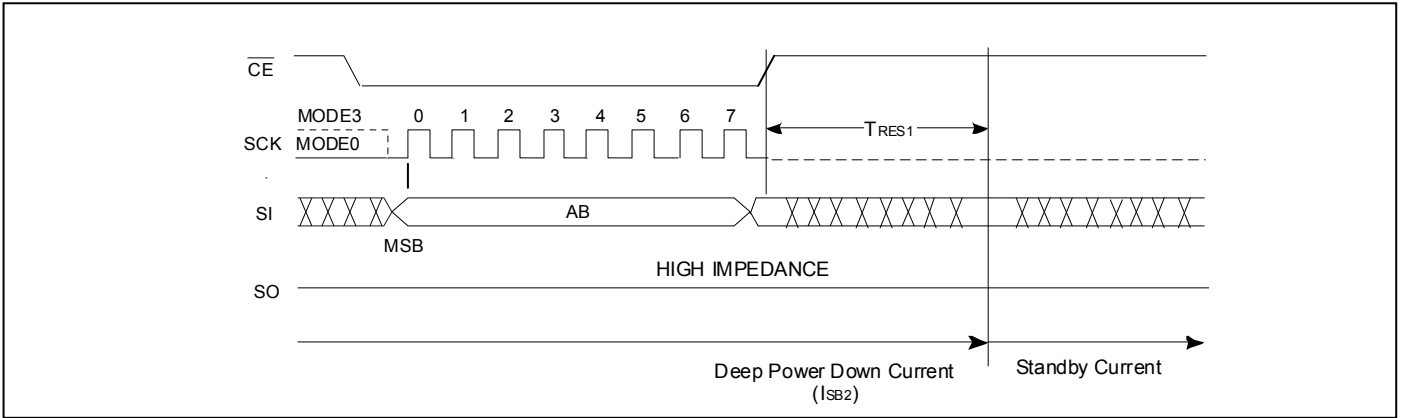 CE
MODE3 0 1 2 3 4 5 6 7
SCK MODE0
TRES1
SI AB
MSB
HIGH IMPEDANCE
SO
Deep Power Down Current Standby Current
(ISB2)